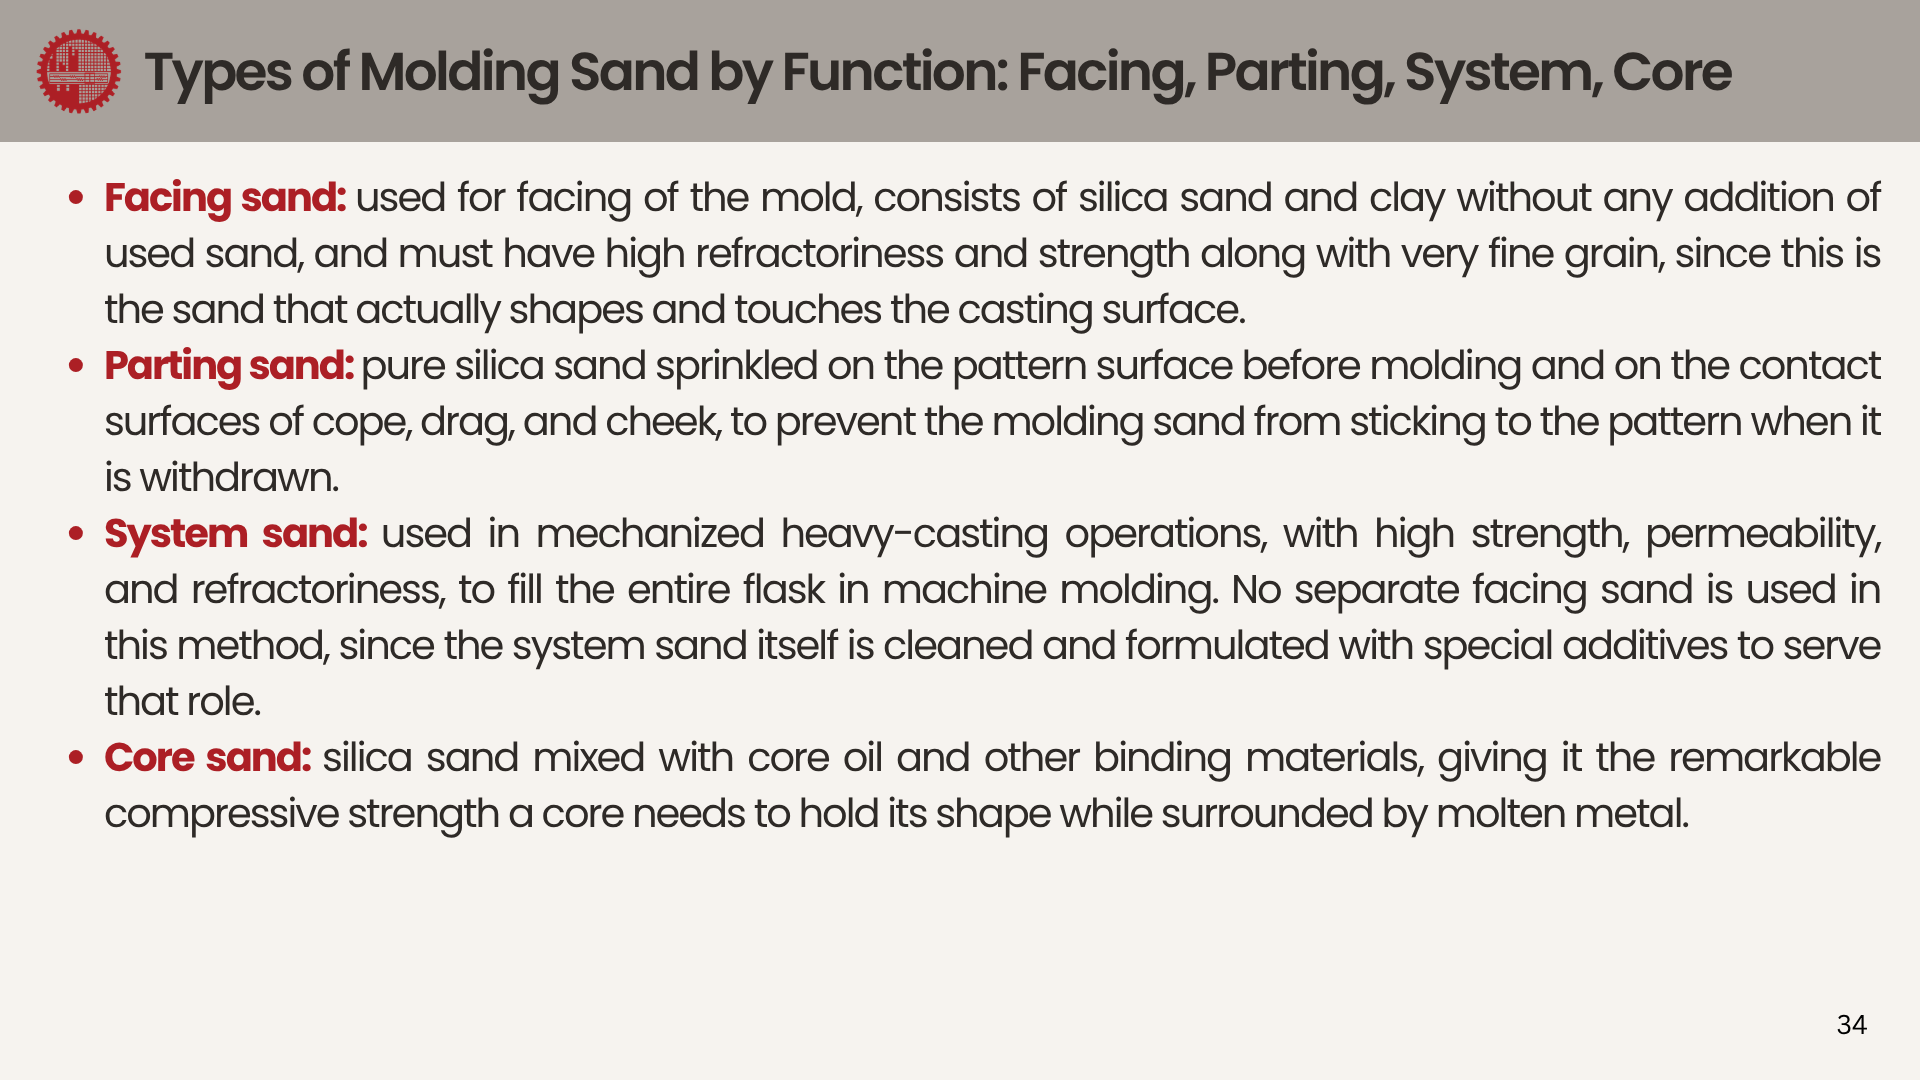 Types of Molding Sand by Function: Facing, Parting, System, Core
• Facing sand: used for facing of the mold, consists of silica sand and clay without any addition of
used sand, and must have high refractoriness and strength along with very fine grain, since this is
the sand that actually shapes and touches the casting surface.
• Parting sand: pure silica sand sprinkled on the pattern surface before molding and on the contact
surfaces of cope, drag, and cheek, to prevent the molding sand from sticking to the pattern when it
is withdrawn.
• System sand: used in mechanized heavy-casting operations, with high strength, permeability,
and refractoriness, to fill the entire flask in machine molding. No separate facing sand is used in
this method, since the system sand itself is cleaned and formulated with special additives to serve
that role.
• Core sand: silica sand mixed with core oil and other binding materials, giving it the remarkable
compressive strength a core needs to hold its shape while surrounded by molten metal.
34